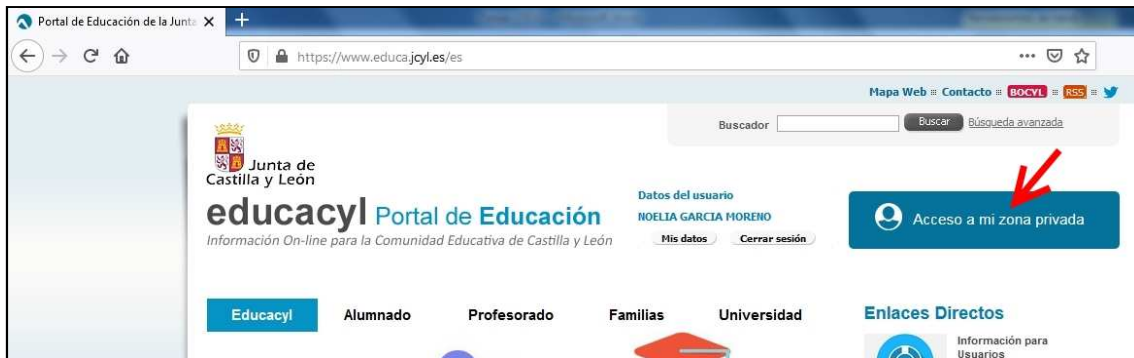 Portal de Educación de la Junta
https://www.educa.jcyl.es/es
Mapa Web Contacto BOCYL RSS
Buscador Buscar Búsqueda avanzada
Junta de
Castilla y León
educacyl Portal de Educación
Información On-line para la Comunidad Educativa de Castilla y León
Datos del usuario
NOELIA GARCIA MORENO
Mis datos Cerrar sesión
Acceso a mi zona privada
Educacyl Alumnado Profesorado Familias Universidad
Enlaces Directos
Información para
Usuarios